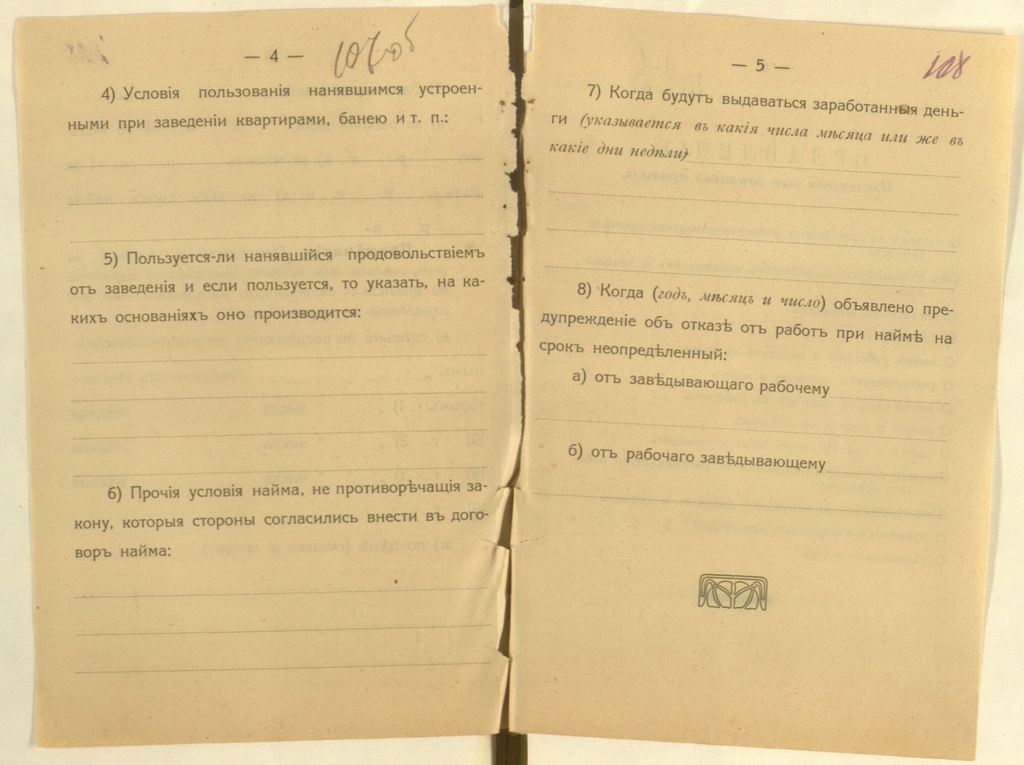 — 4 —
4) Условія пользованія нанявшимся устроен-
ными при заведеніи квартирами, банею и т. п.:
5) Пользуется-ли нанявшійся продовольствіемъ
отъ заведенія и если пользуется, то указать, на ка-
кихъ основаніяхъ оно производится:
6) Прочія условія найма, не противорѣчащія за-
кону, которыя стороны согласились внести въ дого-
воръ найма:
— 5 —
108
7) Когда будутъ выдаваться заработанныя день-
ги (указывается въ какія числа мѣсяца или же въ
какіе дни недѣли)
8) Когда (годъ, мѣсяцъ и число) объявлено пре-
дупрежденіе объ отказѣ отъ работъ при наймѣ на
срокъ неопредѣленный:
а) отъ завѣдывающаго рабочему
б) отъ рабочаго завѣдывающему